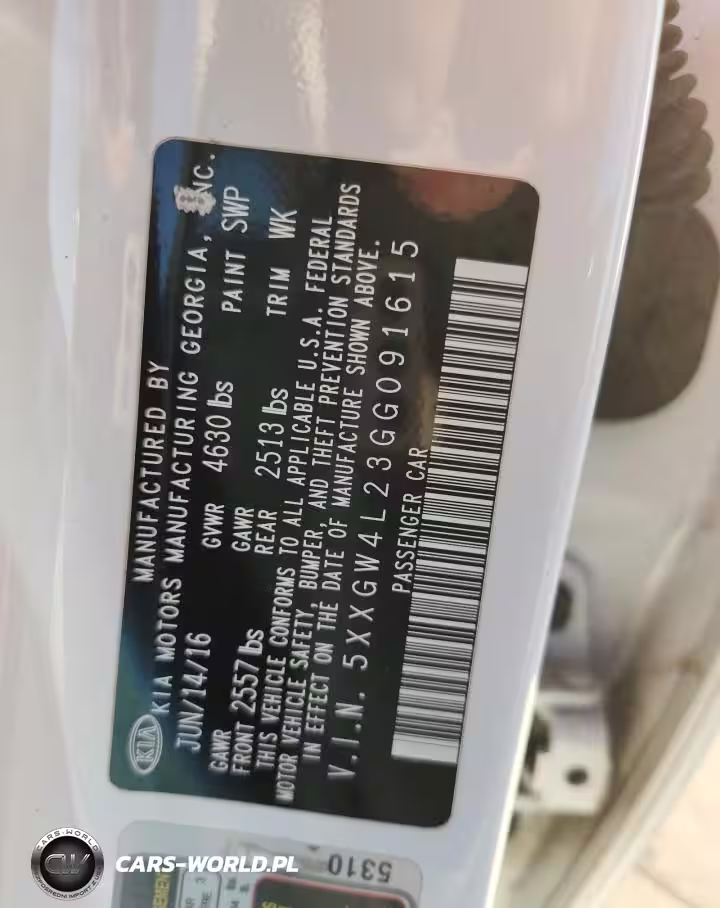 MANUFACTURED BY
KIA KIA MOTORS MANUFACTURING GEORGIA, INC.
JUN/14/16 GVWR 4630 lbs PAINT SWP
GAWR FRONT 2557 lbs GAWR REAR 2513 lbs TRIM WK
THIS VEHICLE CONFORMS TO ALL APPLICABLE U.S.A. FEDERAL
MOTOR VEHICLE SAFETY, BUMPER, AND THEFT PREVENTION STANDARDS
IN EFFECT ON THE DATE OF MANUFACTURE SHOWN ABOVE.
V.I.N. 5XXGW4L23GG091615
PASSENGER CAR
5310
CARS-WORLD
CW
CARS-WORLD.PL